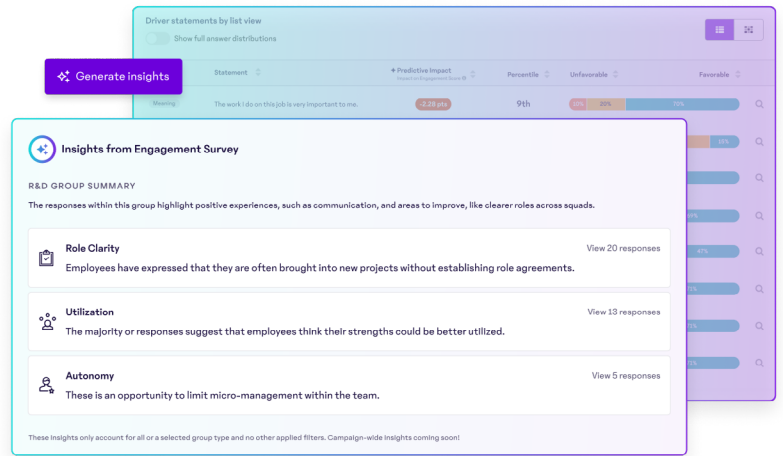 Driver statements by list view
Show full answer distributions
Generate insights
Statement
+ Predictive Impact
Impact on Engagement Score
Percentile
Unfavorable
Favorable
Meaning
The work I do on this job is very important to me.
-2.28 pts
9th
20%
73%
Insights from Engagement Survey
R&D GROUP SUMMARY
The responses within this group highlight positive experiences, such as communication, and areas to improve, like clearer roles across squads.
Role Clarity
View 20 responses
Employees have expressed that they are often brought into new projects without establishing role agreements.
47%
Utilization
View 13 responses
The majority or responses suggest that employees think their strengths could be better utilized.
Autonomy
View 5 responses
These is an opportunity to limit micro-management within the team.
These insights only account for all or a selected group type and no other applied filters. Campaign-wide insights coming soon!